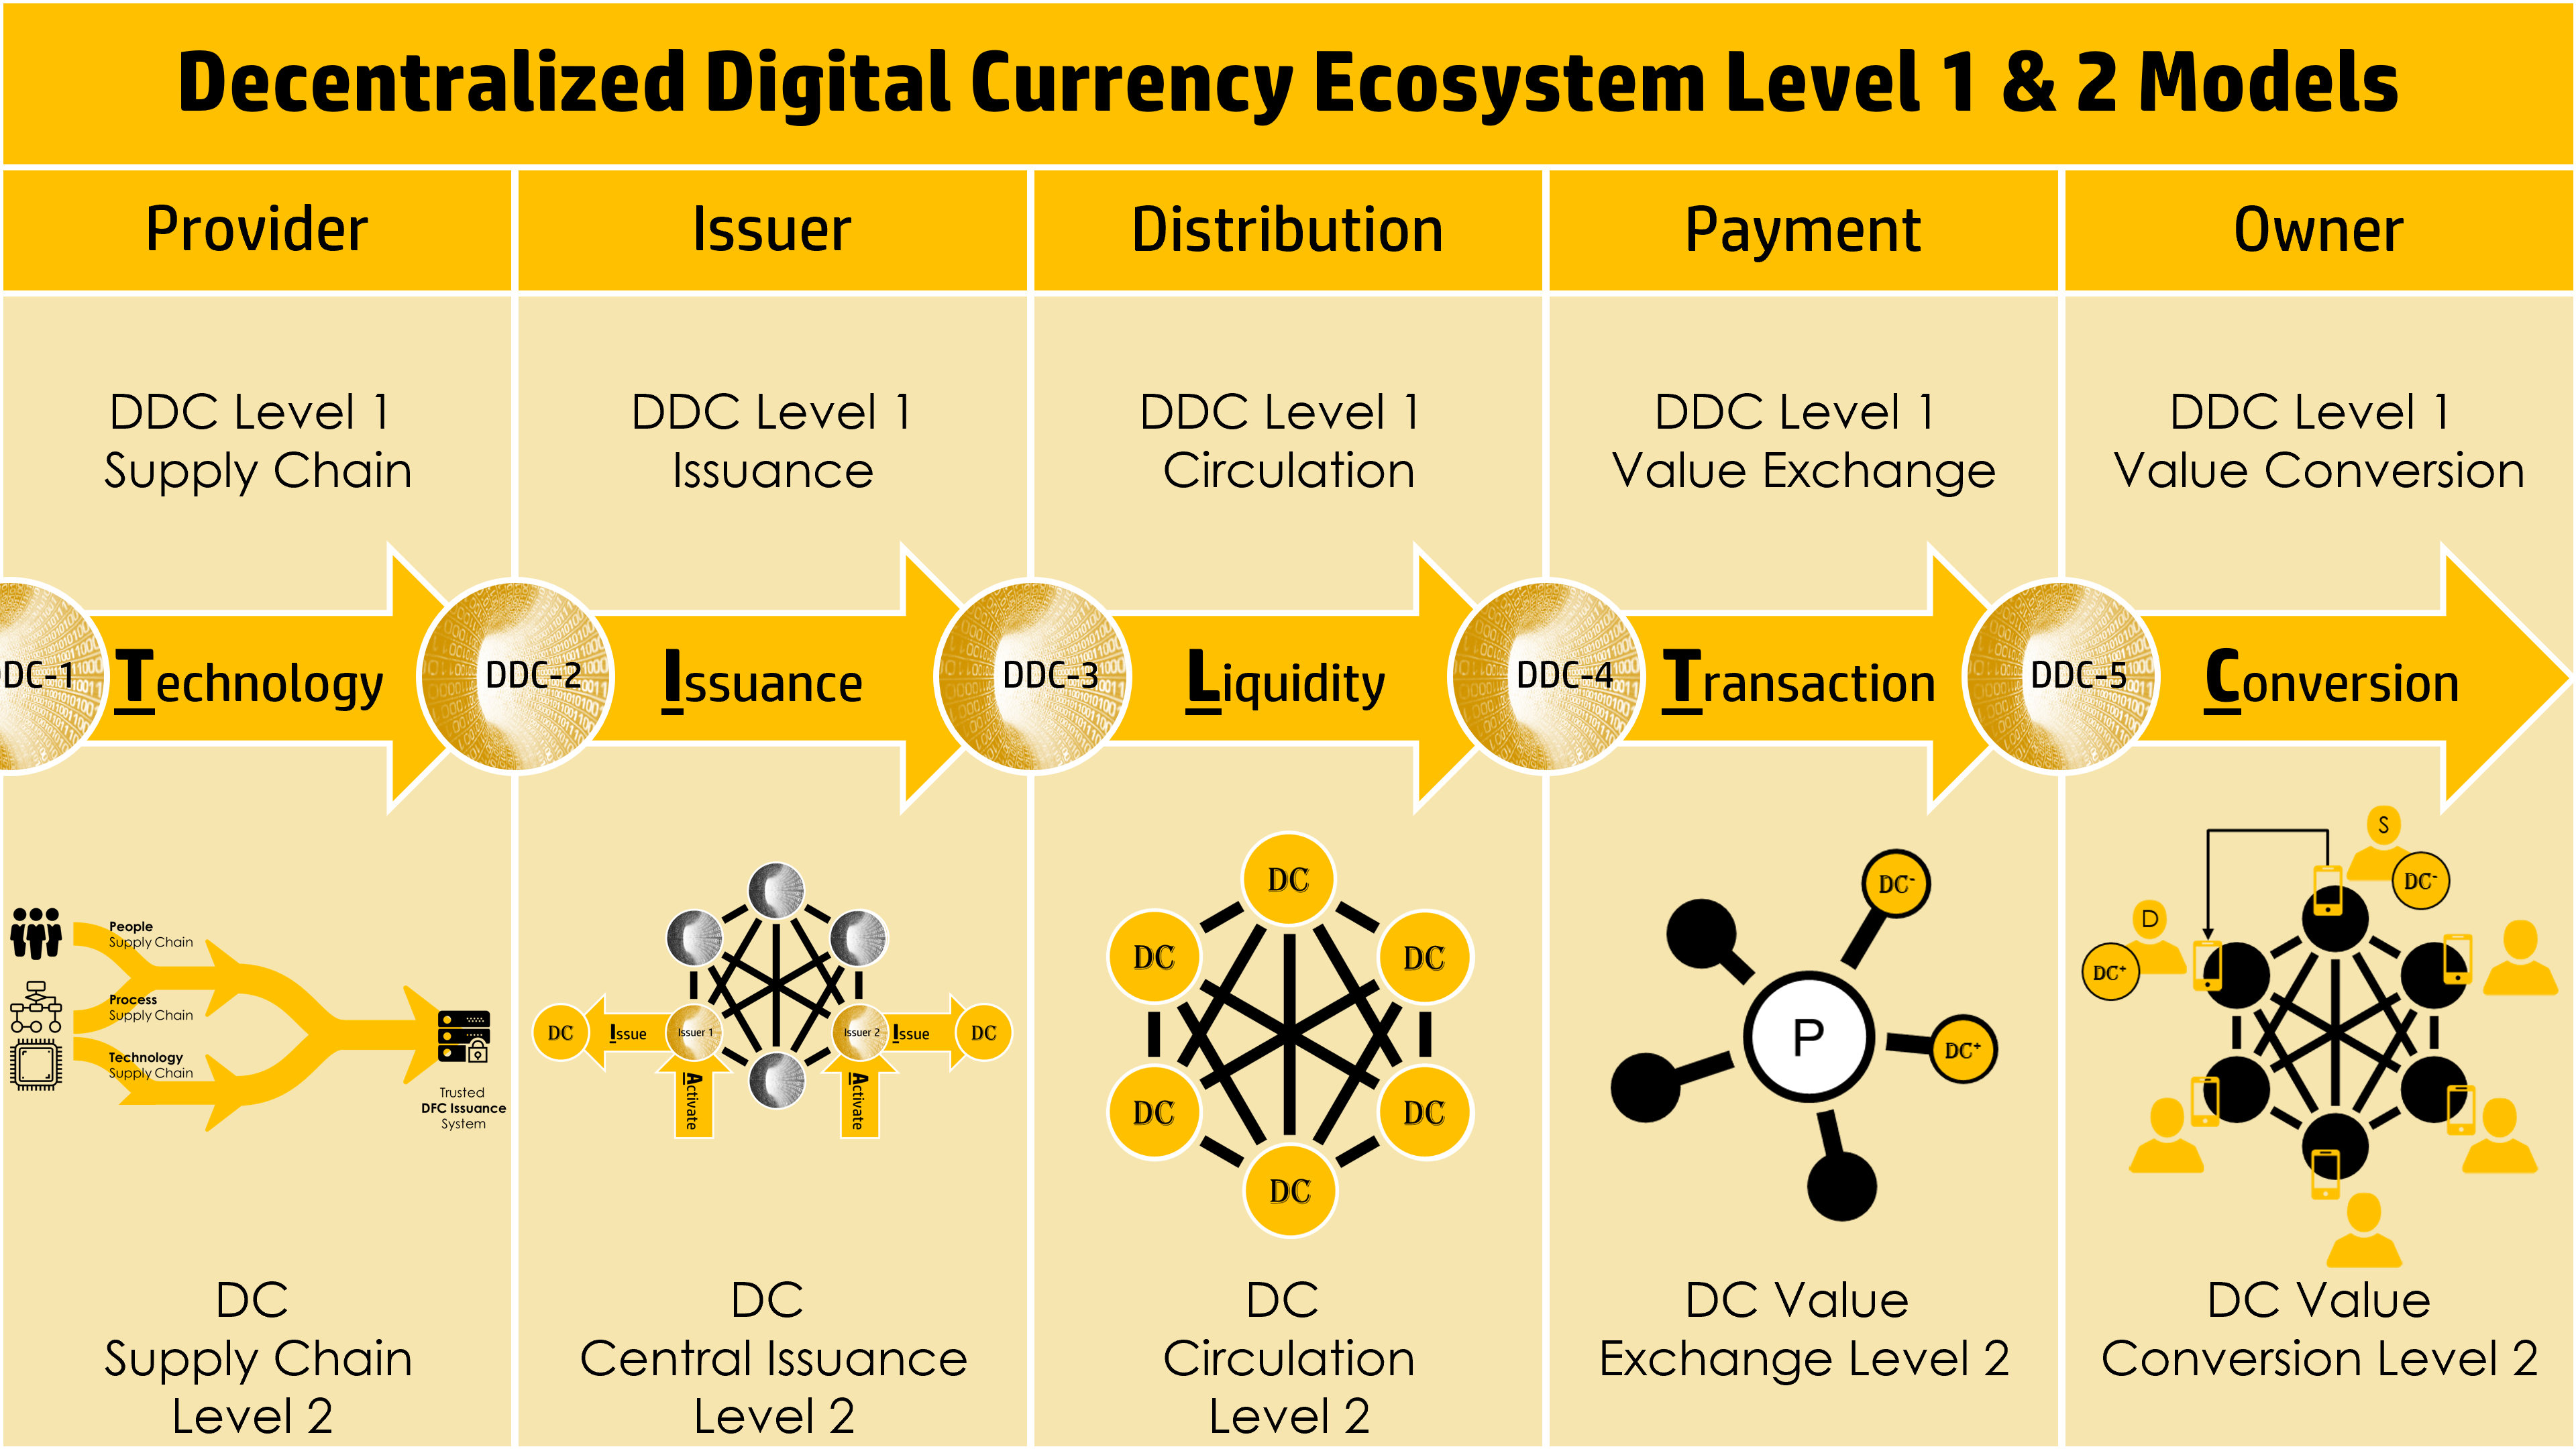 Decentralized Digital Currency Ecosystem Level 1 & 2 Models
Provider
Issuer
Distribution
Payment
Owner
DDC Level 1
Supply Chain
DDC Level 1
Issuance
DDC Level 1
Circulation
DDC Level 1
Value Exchange
DDC Level 1
Value Conversion
DDC-1
Technology
DDC-2
Issuance
DDC-3
Liquidity
DDC-4
Transaction
DDC-5
Conversion
People
Supply Chain
Process
Supply Chain
Technology
Supply Chain
Trusted
DFC Issuance
System
DC
Issue
Issuer 1
Issuer 2
Issue
DC
Activate
Activate
DC
DC
DC
DC
DC
DC
DC-
P
DC+
S
DC-
D
DC+
DC
Supply Chain
Level 2
DC
Central Issuance
Level 2
DC
Circulation
Level 2
DC Value
Exchange Level 2
DC Value
Conversion Level 2